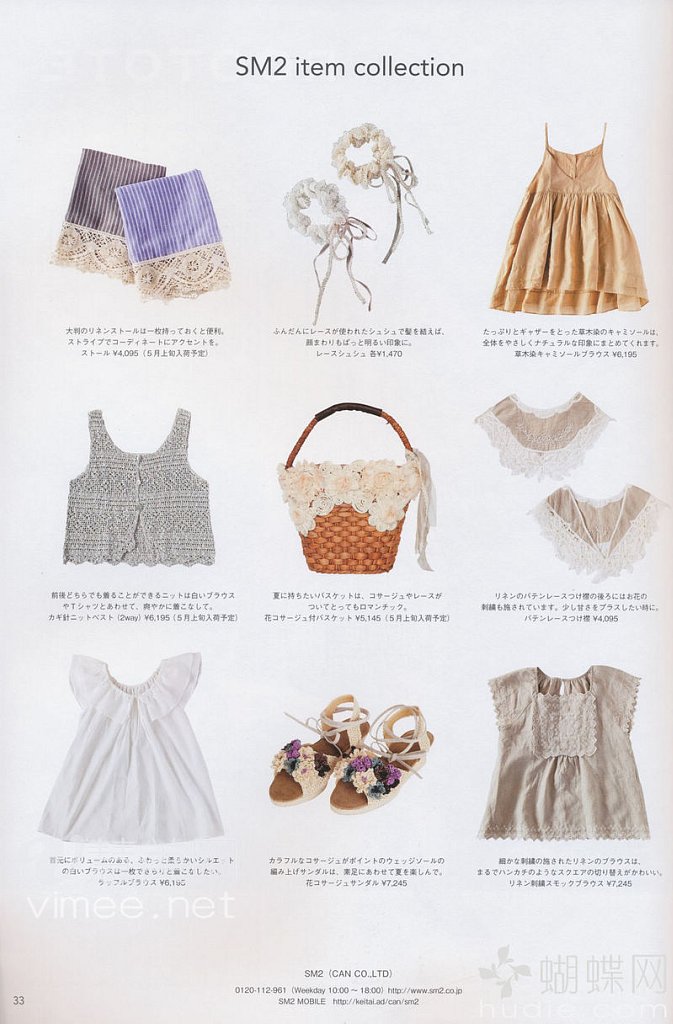 SM2 item collection
大判のリネンストールは一枚持っておくと便利。
ストライプでコーディネートにアクセントを。
ストール ¥4,095（5月上旬入荷予定）
ふんだんにレースが使われたシュシュで髪を結えば、
顔まわりもぱっと明るい印象に。
レースシュシュ 各¥1,470
たっぷりとギャザーをとった草木染のキャミソールは、
全体をやさしくナチュラルな印象にまとめてくれます。
草木染キャミソールブラウス ¥6,195
前後どちらでも着ることができるニットは白いブラウス
やTシャツとあわせて、爽やかに着こなして。
カギ針ニットベスト (2way) ¥6,195（5月上旬入荷予定）
夏に持ちたいバスケットは、コサージュやレースが
ついてとってもロマンチック。
花コサージュ付バスケット ¥5,145（5月上旬入荷予定）
リネンのバテンレースつけ襟の後ろにはお花の
刺繍も施されています。少し甘さをプラスしたい時に。
バテンレースつけ襟 ¥4,095
首元にボリュームのある、ふわっと柔らかいシルエット
の白いブラウスは一枚でさらりと着こなしたい。
ラッフルブラウス ¥6,195
カラフルなコサージュがポイントのウェッジソールの
編み上げサンダルは、素足にあわせて夏を楽しんで。
花コサージュサンダル ¥7,245
細かな刺繍の施されたリネンのブラウスは、
まるでハンカチのようなスクエアの切り替えがかわいい。
リネン刺繍スモックブラウス ¥7,245
vimee.net
SM2（CAN CO.,LTD）
0120-112-961（Weekday 10:00 〜 18:00）http://www.sm2.co.jp
SM2 MOBILE http://keitai.ad/can/sm2
33
蝴蝶网
hudie.com